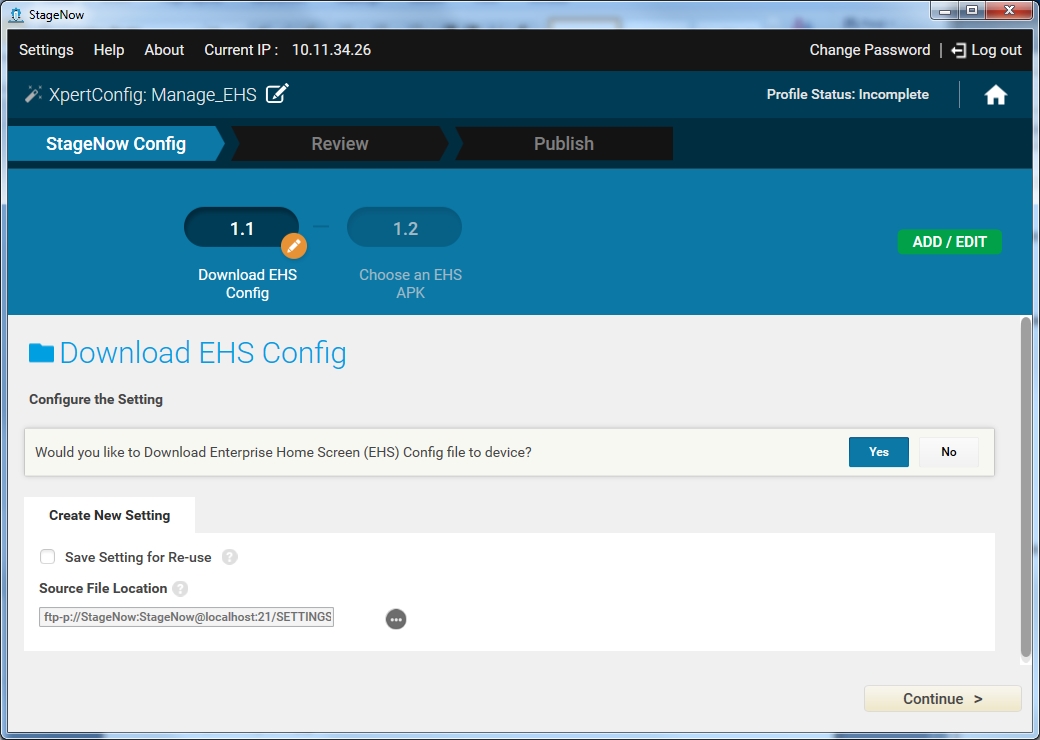 StageNow
Settings Help About Current IP : 10.11.34.26 Change Password | Log out
XpertConfig: Manage_EHS Profile Status: Incomplete
StageNow Config Review Publish
1.1 1.2
ADD / EDIT
Download EHS Config
Choose an EHS APK
Download EHS Config
Configure the Setting
Would you like to Download Enterprise Home Screen (EHS) Config file to device? Yes No
Create New Setting
Save Setting for Re-use ?
Source File Location ?
ftp-p://StageNow:StageNow@localhost:21/SETTINGS
Continue >